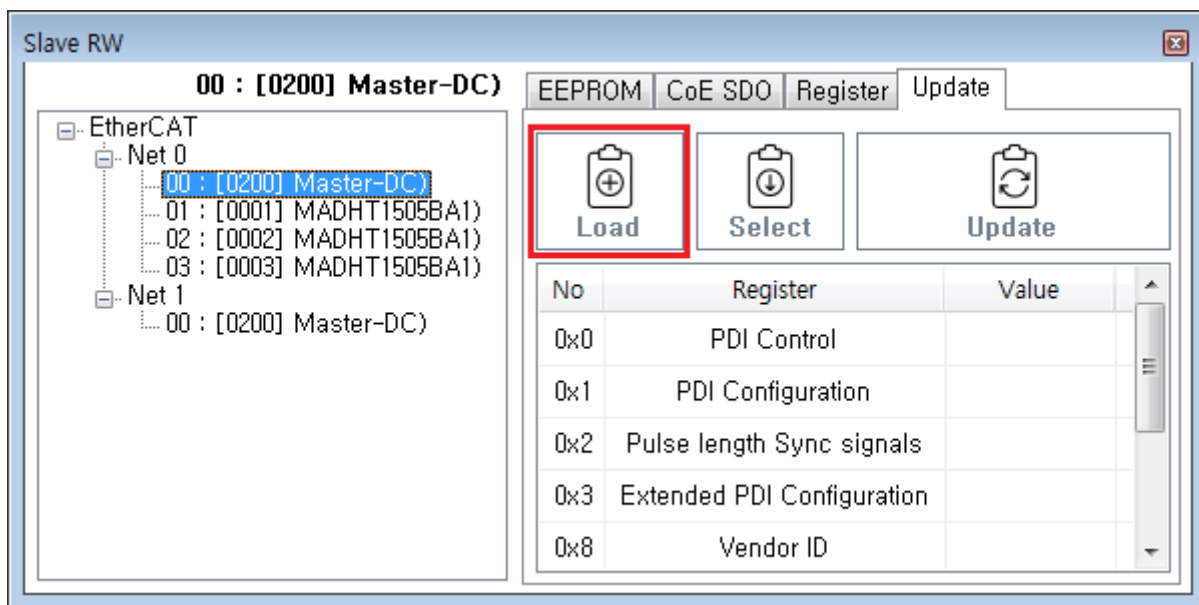 Slave RW
00 : [0200] Master-DC)
EtherCAT
Net 0
00 : [0200] Master-DC)
01 : [0001] MADHT1505BA1)
02 : [0002] MADHT1505BA1)
03 : [0003] MADHT1505BA1)
Net 1
00 : [0200] Master-DC)
EEPROM CoE SDO Register Update
Load Select Update
No Register Value
0x0 PDI Control
0x1 PDI Configuration
0x2 Pulse length Sync signals
0x3 Extended PDI Configuration
0x8 Vendor ID